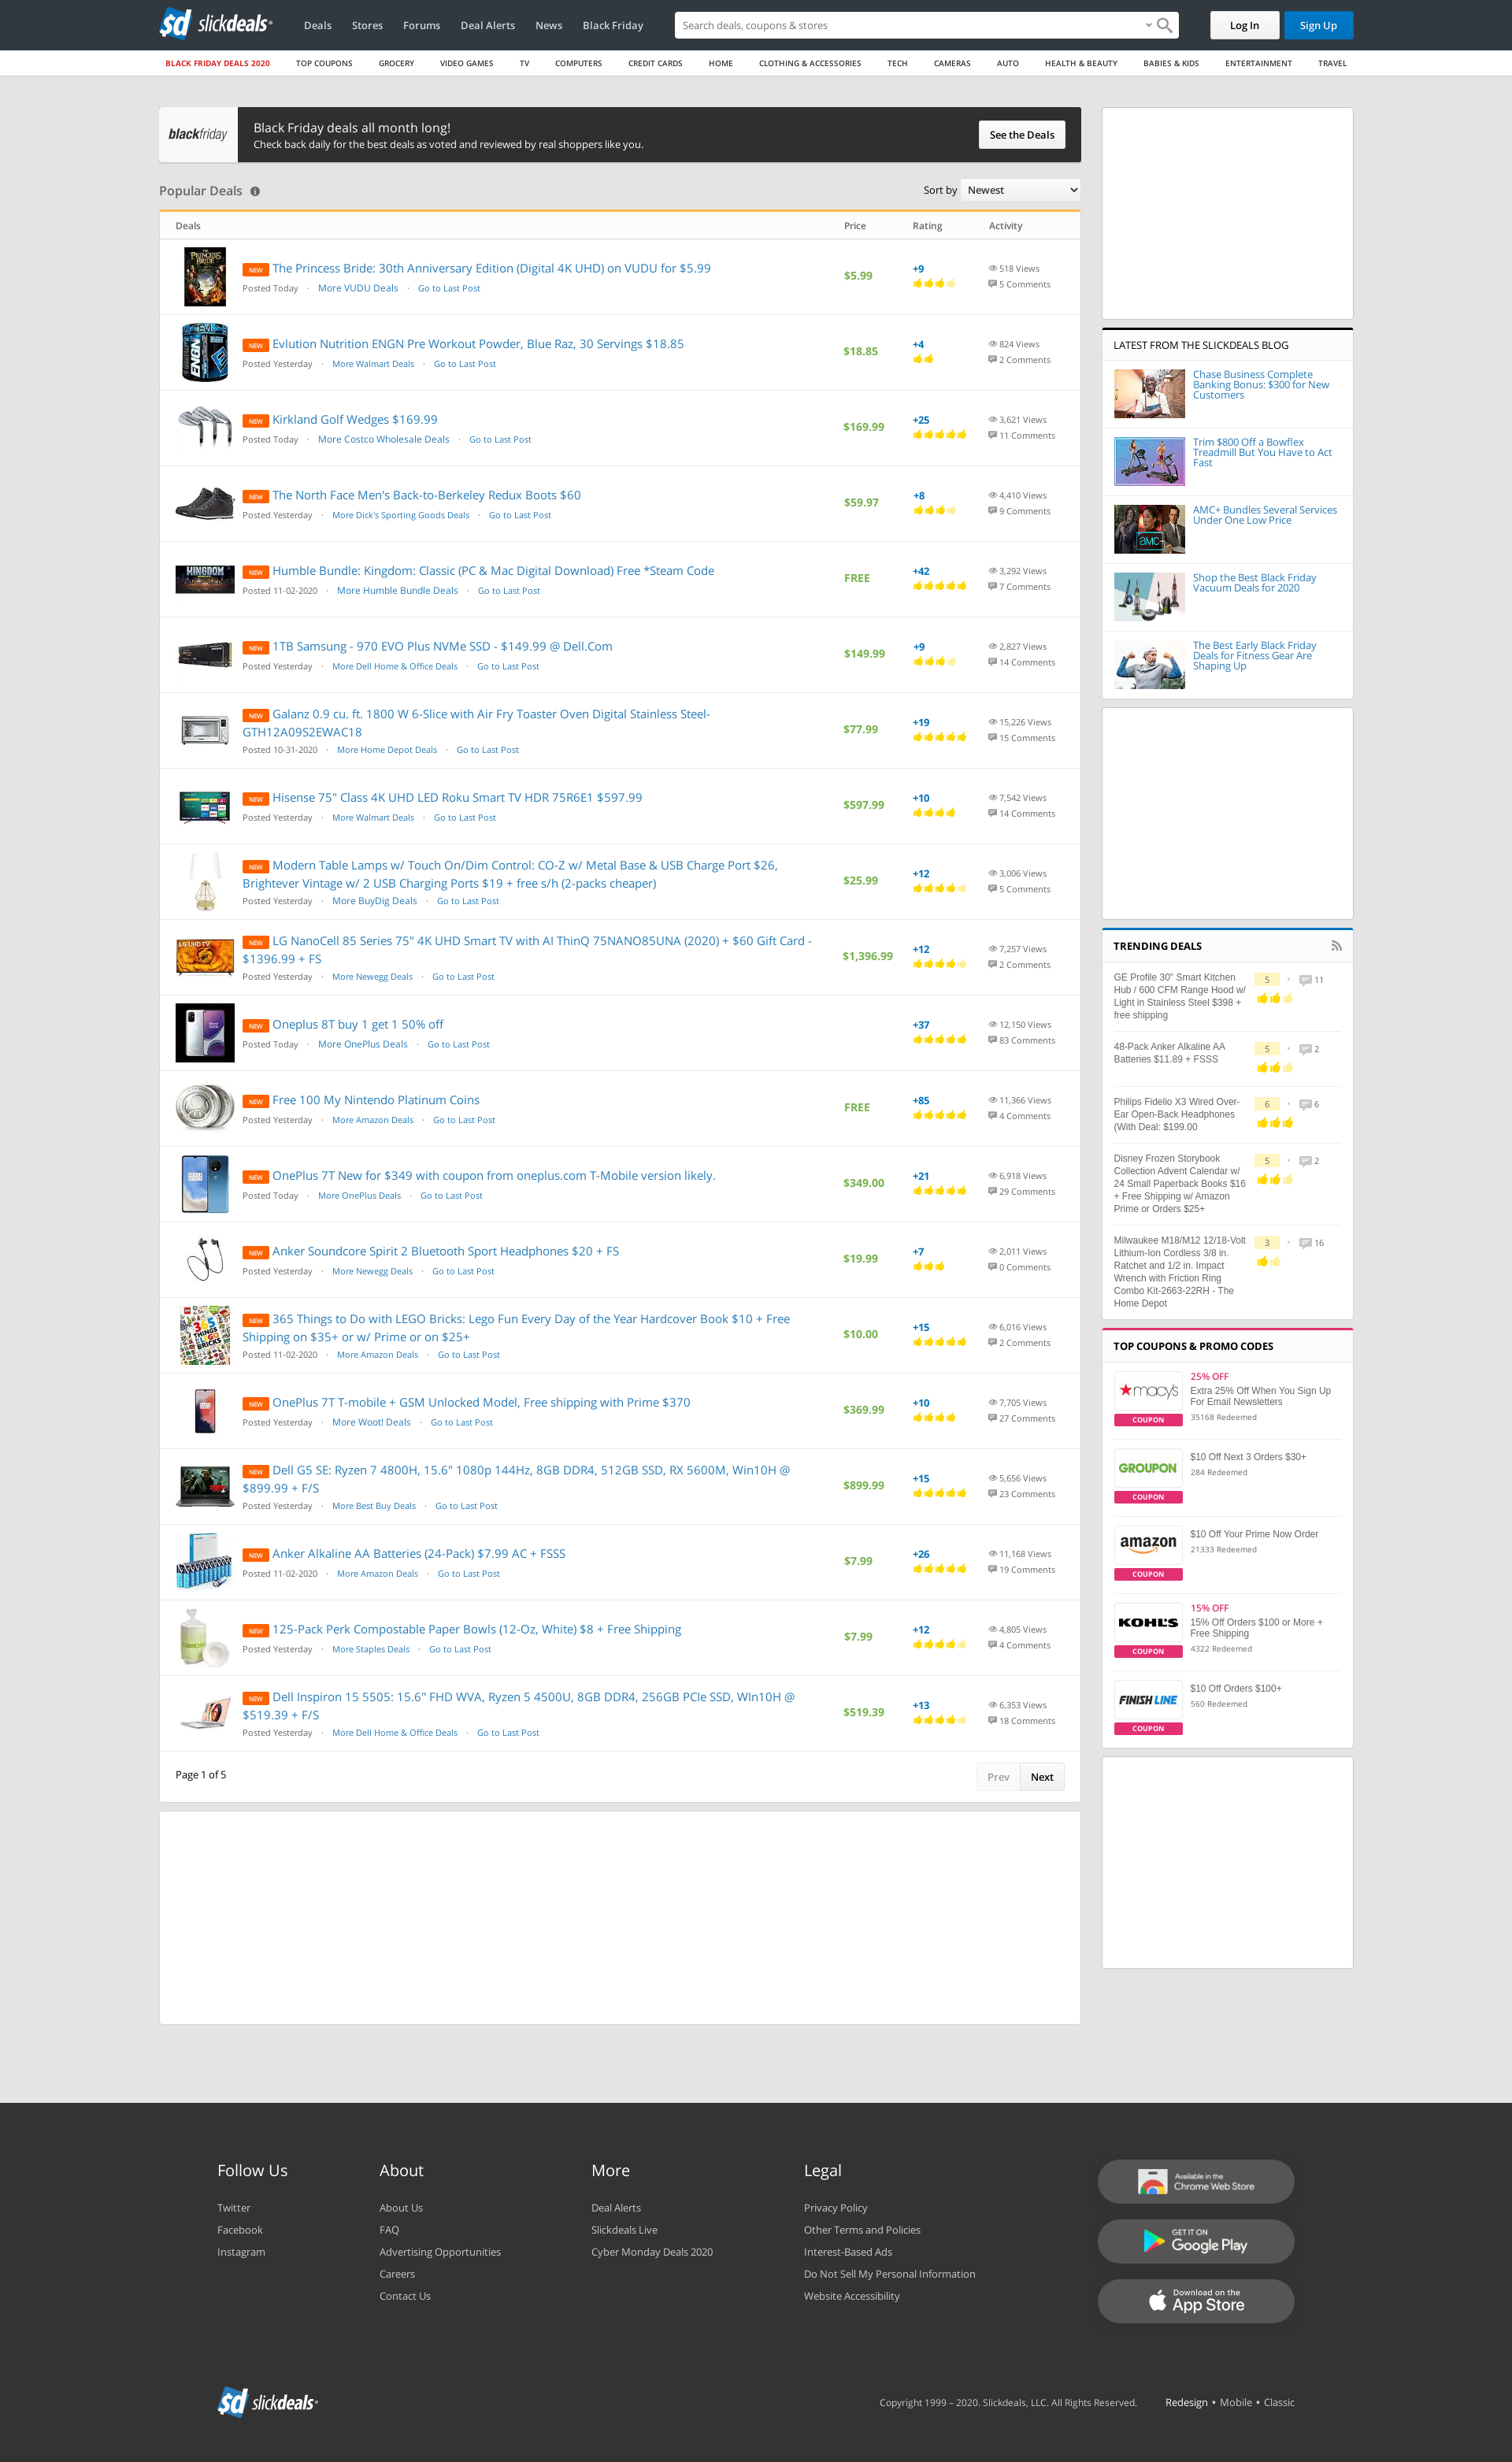 sd slickdeals
Deals Stores Forums Deal Alerts News Black Friday
Search deals, coupons & stores
Log In Sign Up
BLACK FRIDAY DEALS 2020 TOP COUPONS GROCERY VIDEO GAMES TV COMPUTERS CREDIT CARDS HOME CLOTHING & ACCESSORIES TECH CAMERAS AUTO HEALTH & BEAUTY BABIES & KIDS ENTERTAINMENT TRAVEL
blackfriday
Black Friday deals all month long!
Check back daily for the best deals as voted and reviewed by real shoppers like you.
See the Deals
Popular Deals
Sort by Newest
Deals Price Rating Activity
NEW The Princess Bride: 30th Anniversary Edition (Digital 4K UHD) on VUDU for $5.99
Posted Today · More VUDU Deals · Go to Last Post
$5.99
+9
518 Views
5 Comments
NEW Evlution Nutrition ENGN Pre Workout Powder, Blue Raz, 30 Servings $18.85
Posted Yesterday · More Walmart Deals · Go to Last Post
$18.85
+4
824 Views
2 Comments
NEW Kirkland Golf Wedges $169.99
Posted Today · More Costco Wholesale Deals · Go to Last Post
$169.99
+25
3,621 Views
11 Comments
NEW The North Face Men's Back-to-Berkeley Redux Boots $60
Posted Yesterday · More Dick's Sporting Goods Deals · Go to Last Post
$59.97
+8
4,410 Views
9 Comments
NEW Humble Bundle: Kingdom: Classic (PC & Mac Digital Download) Free *Steam Code
Posted 11-02-2020 · More Humble Bundle Deals · Go to Last Post
FREE
+42
3,292 Views
7 Comments
NEW 1TB Samsung - 970 EVO Plus NVMe SSD - $149.99 @ Dell.Com
Posted Yesterday · More Dell Home & Office Deals · Go to Last Post
$149.99
+9
2,827 Views
14 Comments
NEW Galanz 0.9 cu. ft. 1800 W 6-Slice with Air Fry Toaster Oven Digital Stainless Steel-
GTH12A09S2EWAC18
Posted 10-31-2020 · More Home Depot Deals · Go to Last Post
$77.99
+19
15,226 Views
15 Comments
NEW Hisense 75" Class 4K UHD LED Roku Smart TV HDR 75R6E1 $597.99
Posted Yesterday · More Walmart Deals · Go to Last Post
$597.99
+10
7,542 Views
14 Comments
NEW Modern Table Lamps w/ Touch On/Dim Control: CO-Z w/ Metal Base & USB Charge Port $26,
Brightever Vintage w/ 2 USB Charging Ports $19 + free s/h (2-packs cheaper)
Posted Yesterday · More BuyDig Deals · Go to Last Post
$25.99
+12
3,006 Views
5 Comments
NEW LG NanoCell 85 Series 75" 4K UHD Smart TV with AI ThinQ 75NANO85UNA (2020) + $60 Gift Card -
$1396.99 + FS
Posted Yesterday · More Newegg Deals · Go to Last Post
$1,396.99
+12
7,257 Views
2 Comments
NEW Oneplus 8T buy 1 get 1 50% off
Posted Today · More OnePlus Deals · Go to Last Post
+37
12,150 Views
83 Comments
NEW Free 100 My Nintendo Platinum Coins
Posted Yesterday · More Amazon Deals · Go to Last Post
FREE
+85
11,366 Views
4 Comments
NEW OnePlus 7T New for $349 with coupon from oneplus.com T-Mobile version likely.
Posted Today · More OnePlus Deals · Go to Last Post
$349.00
+21
6,918 Views
29 Comments
NEW Anker Soundcore Spirit 2 Bluetooth Sport Headphones $20 + FS
Posted Yesterday · More Newegg Deals · Go to Last Post
$19.99
+7
2,011 Views
0 Comments
NEW 365 Things to Do with LEGO Bricks: Lego Fun Every Day of the Year Hardcover Book $10 + Free
Shipping on $35+ or w/ Prime or on $25+
Posted 11-02-2020 · More Amazon Deals · Go to Last Post
$10.00
+15
6,016 Views
2 Comments
NEW OnePlus 7T T-mobile + GSM Unlocked Model, Free shipping with Prime $370
Posted Yesterday · More Woot! Deals · Go to Last Post
$369.99
+10
7,705 Views
27 Comments
NEW Dell G5 SE: Ryzen 7 4800H, 15.6" 1080p 144Hz, 8GB DDR4, 512GB SSD, RX 5600M, Win10H @
$899.99 + F/S
Posted Yesterday · More Best Buy Deals · Go to Last Post
$899.99
+15
5,656 Views
23 Comments
NEW Anker Alkaline AA Batteries (24-Pack) $7.99 AC + FSSS
Posted 11-02-2020 · More Amazon Deals · Go to Last Post
$7.99
+26
11,168 Views
19 Comments
NEW 125-Pack Perk Compostable Paper Bowls (12-Oz, White) $8 + Free Shipping
Posted Yesterday · More Staples Deals · Go to Last Post
$7.99
+12
4,805 Views
4 Comments
NEW Dell Inspiron 15 5505: 15.6'' FHD WVA, Ryzen 5 4500U, 8GB DDR4, 256GB PCIe SSD, WIn10H @
$519.39 + F/S
Posted Yesterday · More Dell Home & Office Deals · Go to Last Post
$519.39
+13
6,353 Views
18 Comments
Page 1 of 5
Prev Next
LATEST FROM THE SLICKDEALS BLOG
Chase Business Complete
Banking Bonus: $300 for New
Customers
Trim $800 Off a Bowflex
Treadmill But You Have to Act
Fast
AMC+ Bundles Several Services
Under One Low Price
Shop the Best Black Friday
Vacuum Deals for 2020
The Best Early Black Friday
Deals for Fitness Gear Are
Shaping Up
TRENDING DEALS
GE Profile 30" Smart Kitchen
Hub / 600 CFM Range Hood w/
Light in Stainless Steel $398 +
free shipping
5 • 11
48-Pack Anker Alkaline AA
Batteries $11.89 + FSSS
5 • 2
Philips Fidelio X3 Wired Over-
Ear Open-Back Headphones
(With Deal: $199.00
6 • 6
Disney Frozen Storybook
Collection Advent Calendar w/
24 Small Paperback Books $16
+ Free Shipping w/ Amazon
Prime or Orders $25+
5 • 2
Milwaukee M18/M12 12/18-Volt
Lithium-Ion Cordless 3/8 in.
Ratchet and 1/2 in. Impact
Wrench with Friction Ring
Combo Kit-2663-22RH - The
Home Depot
3 • 16
TOP COUPONS & PROMO CODES
macy's
COUPON
25% OFF
Extra 25% Off When You Sign Up
For Email Newsletters
35168 Redeemed
GROUPON
COUPON
$10 Off Next 3 Orders $30+
284 Redeemed
amazon
COUPON
$10 Off Your Prime Now Order
21333 Redeemed
KOHL'S
COUPON
15% OFF
15% Off Orders $100 or More +
Free Shipping
4322 Redeemed
FINISH LINE
COUPON
$10 Off Orders $100+
560 Redeemed
Follow Us
Twitter
Facebook
Instagram
About
About Us
FAQ
Advertising Opportunities
Careers
Contact Us
More
Deal Alerts
Slickdeals Live
Cyber Monday Deals 2020
Legal
Privacy Policy
Other Terms and Policies
Interest-Based Ads
Do Not Sell My Personal Information
Website Accessibility
Available in the
Chrome Web Store
GET IT ON
Google Play
Download on the
App Store
sd slickdeals
Copyright 1999 – 2020. Slickdeals, LLC. All Rights Reserved.
Redesign • Mobile • Classic